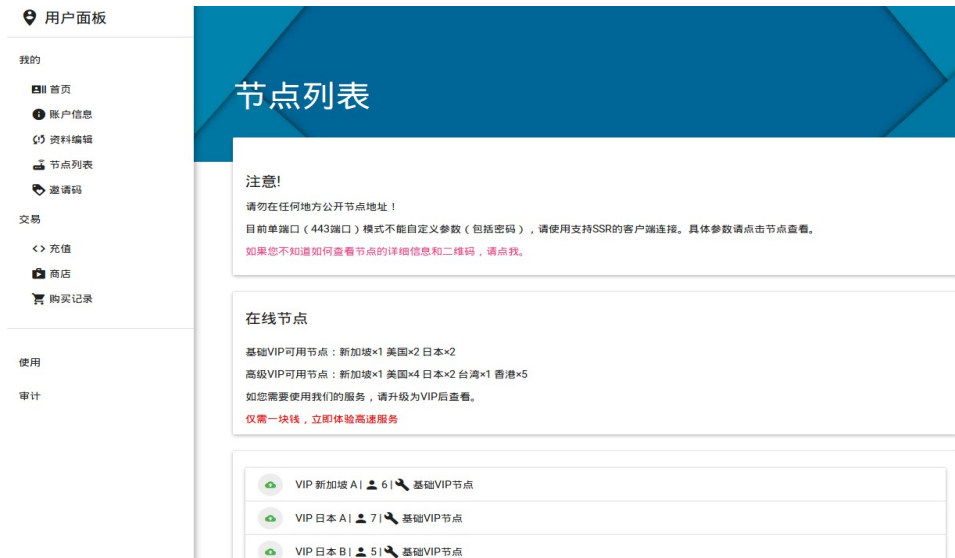 用户面板
我的
首页
账户信息
资料编辑
节点列表
邀请码
交易
充值
商店
购买记录
使用
审计
节点列表
注意!
请勿在任何地方公开节点地址！
目前单端口（443端口）模式不能自定义参数（包括密码），请使用支持SSR的客户端连接。具体参数请点击节点查看。
如果您不知道如何查看节点的详细信息和二维码，请点我。
在线节点
基础VIP可用节点：新加坡×1 美国×2 日本×2
高级VIP可用节点：新加坡×1 美国×4 日本×2 台湾×1 香港×5
如您需要使用我们的服务，请升级为VIP后查看。
仅需一块钱，立即体验高速服务
VIP 新加坡 A | 6 | 基础VIP节点
VIP 日本 A | 7 | 基础VIP节点
VIP 日本 B | 5 | 基础VIP节点